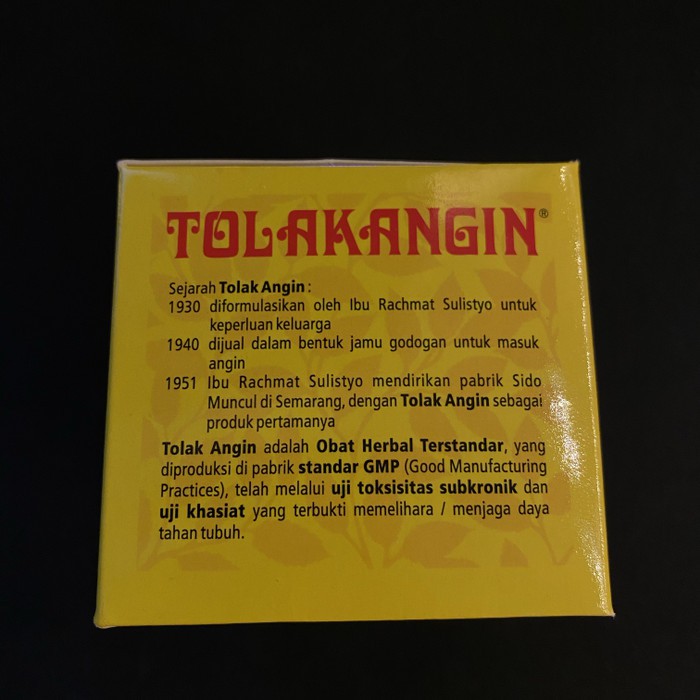 TOLAKANGIN®
Sejarah Tolak Angin :
1930 diformulasikan oleh Ibu Rachmat Sulistyo untuk
keperluan keluarga
1940 dijual dalam bentuk jamu godogan untuk masuk
angin
1951 Ibu Rachmat Sulistyo mendirikan pabrik Sido
Muncul di Semarang, dengan Tolak Angin sebagai
produk pertamanya
Tolak Angin adalah Obat Herbal Terstandar, yang
diproduksi di pabrik standar GMP (Good Manufacturing
Practices), telah melalui uji toksisitas subkronik dan
uji khasiat yang terbukti memelihara / menjaga daya
tahan tubuh.